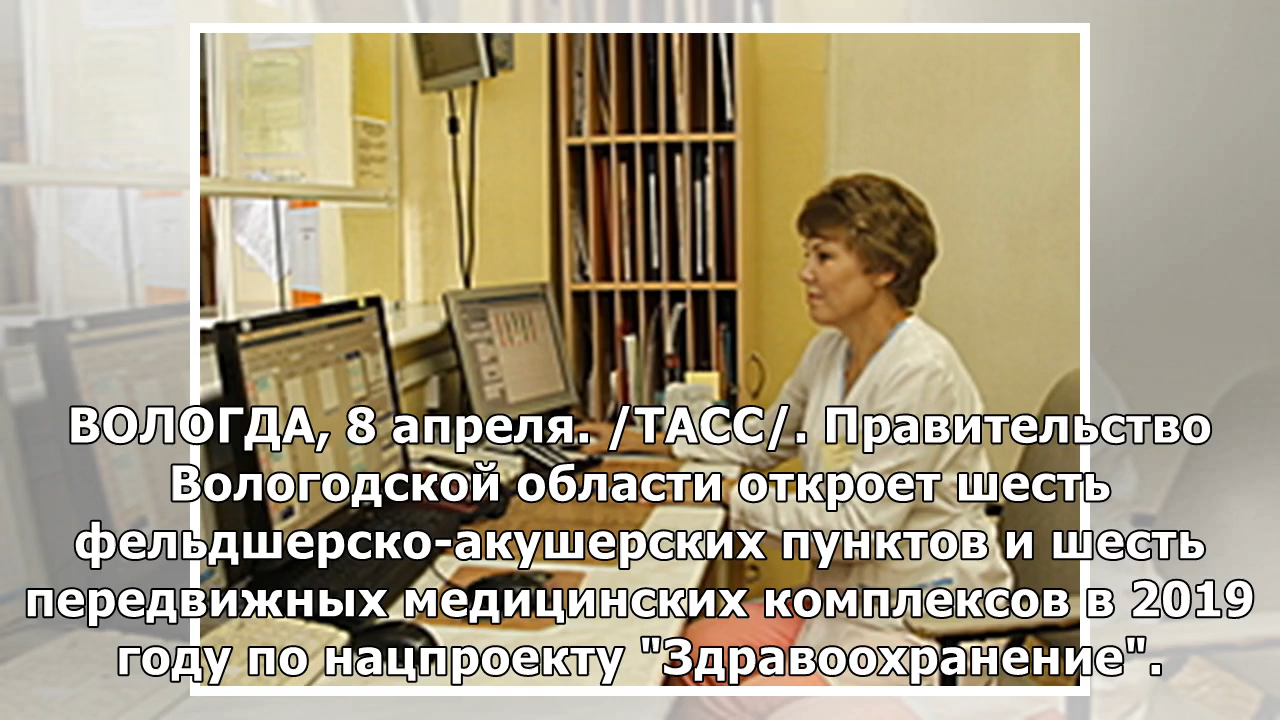 ВОЛОГДА, 8 апреля. /ТАСС/. Правительство
Вологодской области откроет шесть
фельдшерско-акушерских пунктов и шесть
передвижных медицинских комплексов в 2019
году по нацпроекту "Здравоохранение".